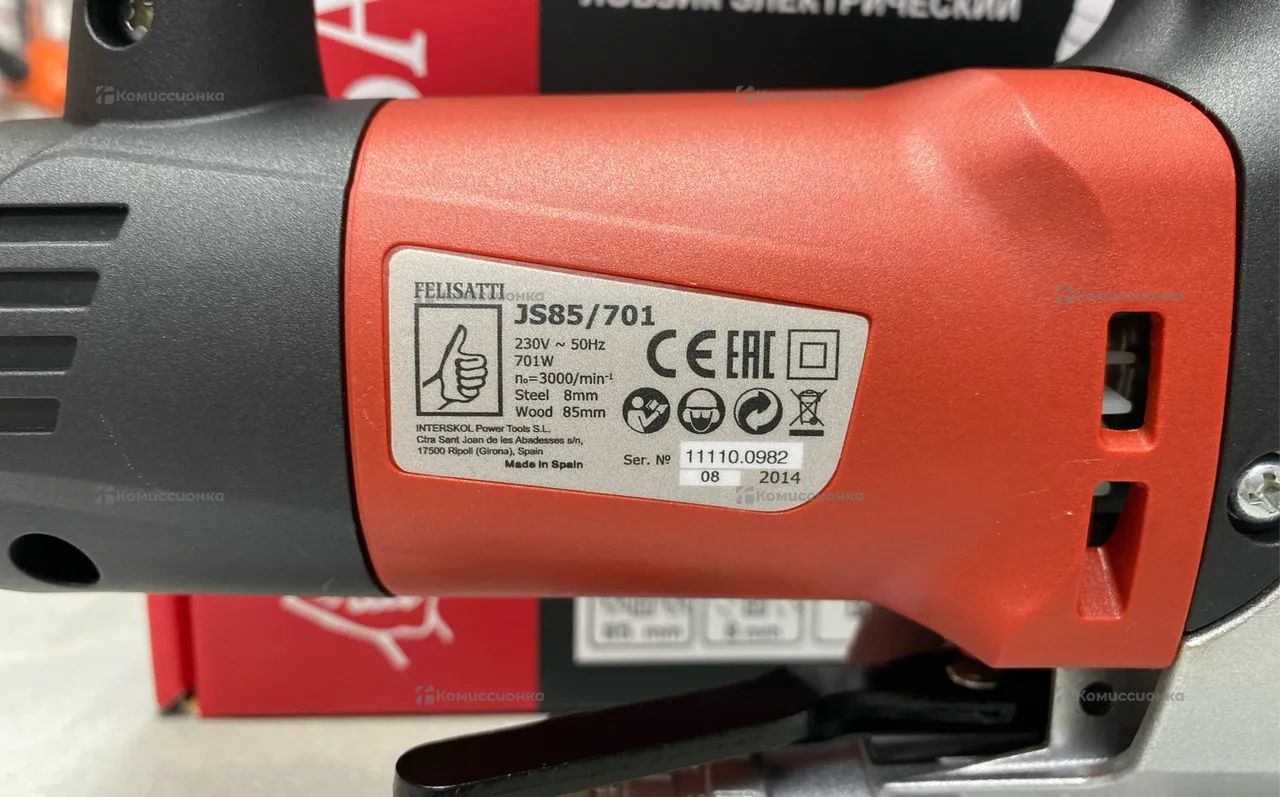 ЛОБЗИК ЭЛЕКТРИЧЕСКИЙ
Комиссионка
Комиссионка
FELISATTI
Комиссионка
JS85/701
230V ~ 50Hz
701W
n₀=3000/min⁻¹
Steel 8mm
Wood 85mm
CE EAC
INTERSKOL Power Tools S.L.
Ctra Sant Joan de les Abadesses s/n,
17500 Ripoll (Girona), Spain
Made in Spain
Ser. № 11110.0982
08 2014
Комиссионка
Комиссионка
Комиссионка
85 mm
8 mm
Комиссионка
Комиссионка